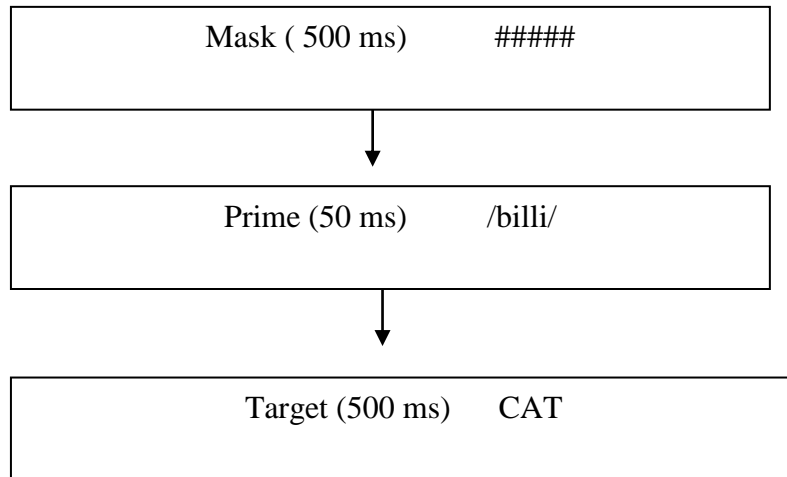 Mask ( 500 ms) #####
Prime (50 ms) /billi/
Target (500 ms) CAT